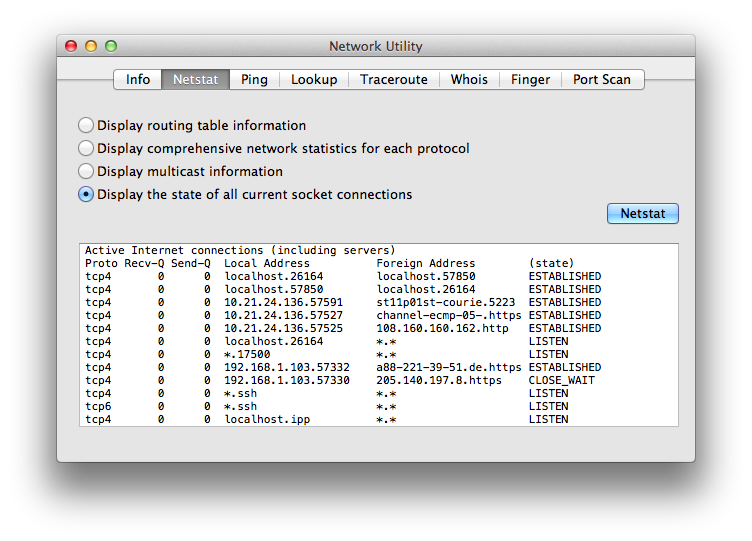 Network Utility
Info Netstat Ping Lookup Traceroute Whois Finger Port Scan
Display routing table information
Display comprehensive network statistics for each protocol
Display multicast information
Display the state of all current socket connections
Netstat
Active Internet connections (including servers)
Proto Recv-Q Send-Q  Local Address          Foreign Address        (state)
tcp4       0      0  localhost.26164        localhost.57850        ESTABLISHED
tcp4       0      0  localhost.57850        localhost.26164        ESTABLISHED
tcp4       0      0  10.21.24.136.57591     st11p01st-courie.5223  ESTABLISHED
tcp4       0      0  10.21.24.136.57527     channel-ecmp-05-.https ESTABLISHED
tcp4       0      0  10.21.24.136.57525     108.160.160.162.http   ESTABLISHED
tcp4       0      0  localhost.26164        *.*                    LISTEN
tcp4       0      0  *.17500                *.*                    LISTEN
tcp4       0      0  192.168.1.103.57332    a88-221-39-51.de.https ESTABLISHED
tcp4       0      0  192.168.1.103.57330    205.140.197.8.https    CLOSE_WAIT
tcp4       0      0  *.ssh                  *.*                    LISTEN
tcp6       0      0  *.ssh                  *.*                    LISTEN
tcp4       0      0  localhost.ipp          *.*                    LISTEN